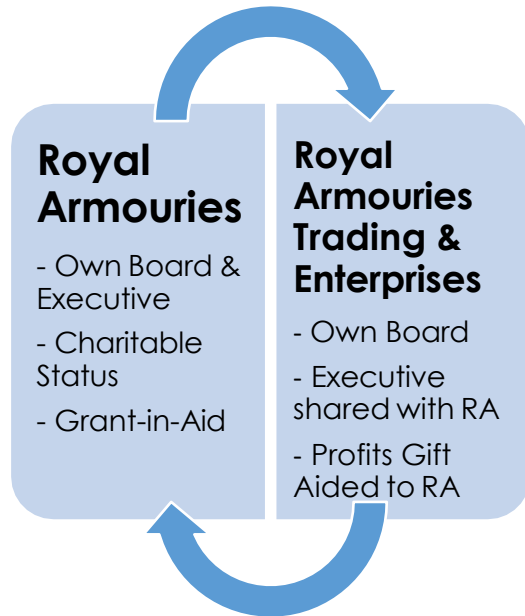 Royal
Armouries
- Own Board &
Executive
- Charitable
Status
- Grant-in-Aid
Royal
Armouries
Trading &
Enterprises
- Own Board
- Executive
shared with RA
- Profits Gift
Aided to RA